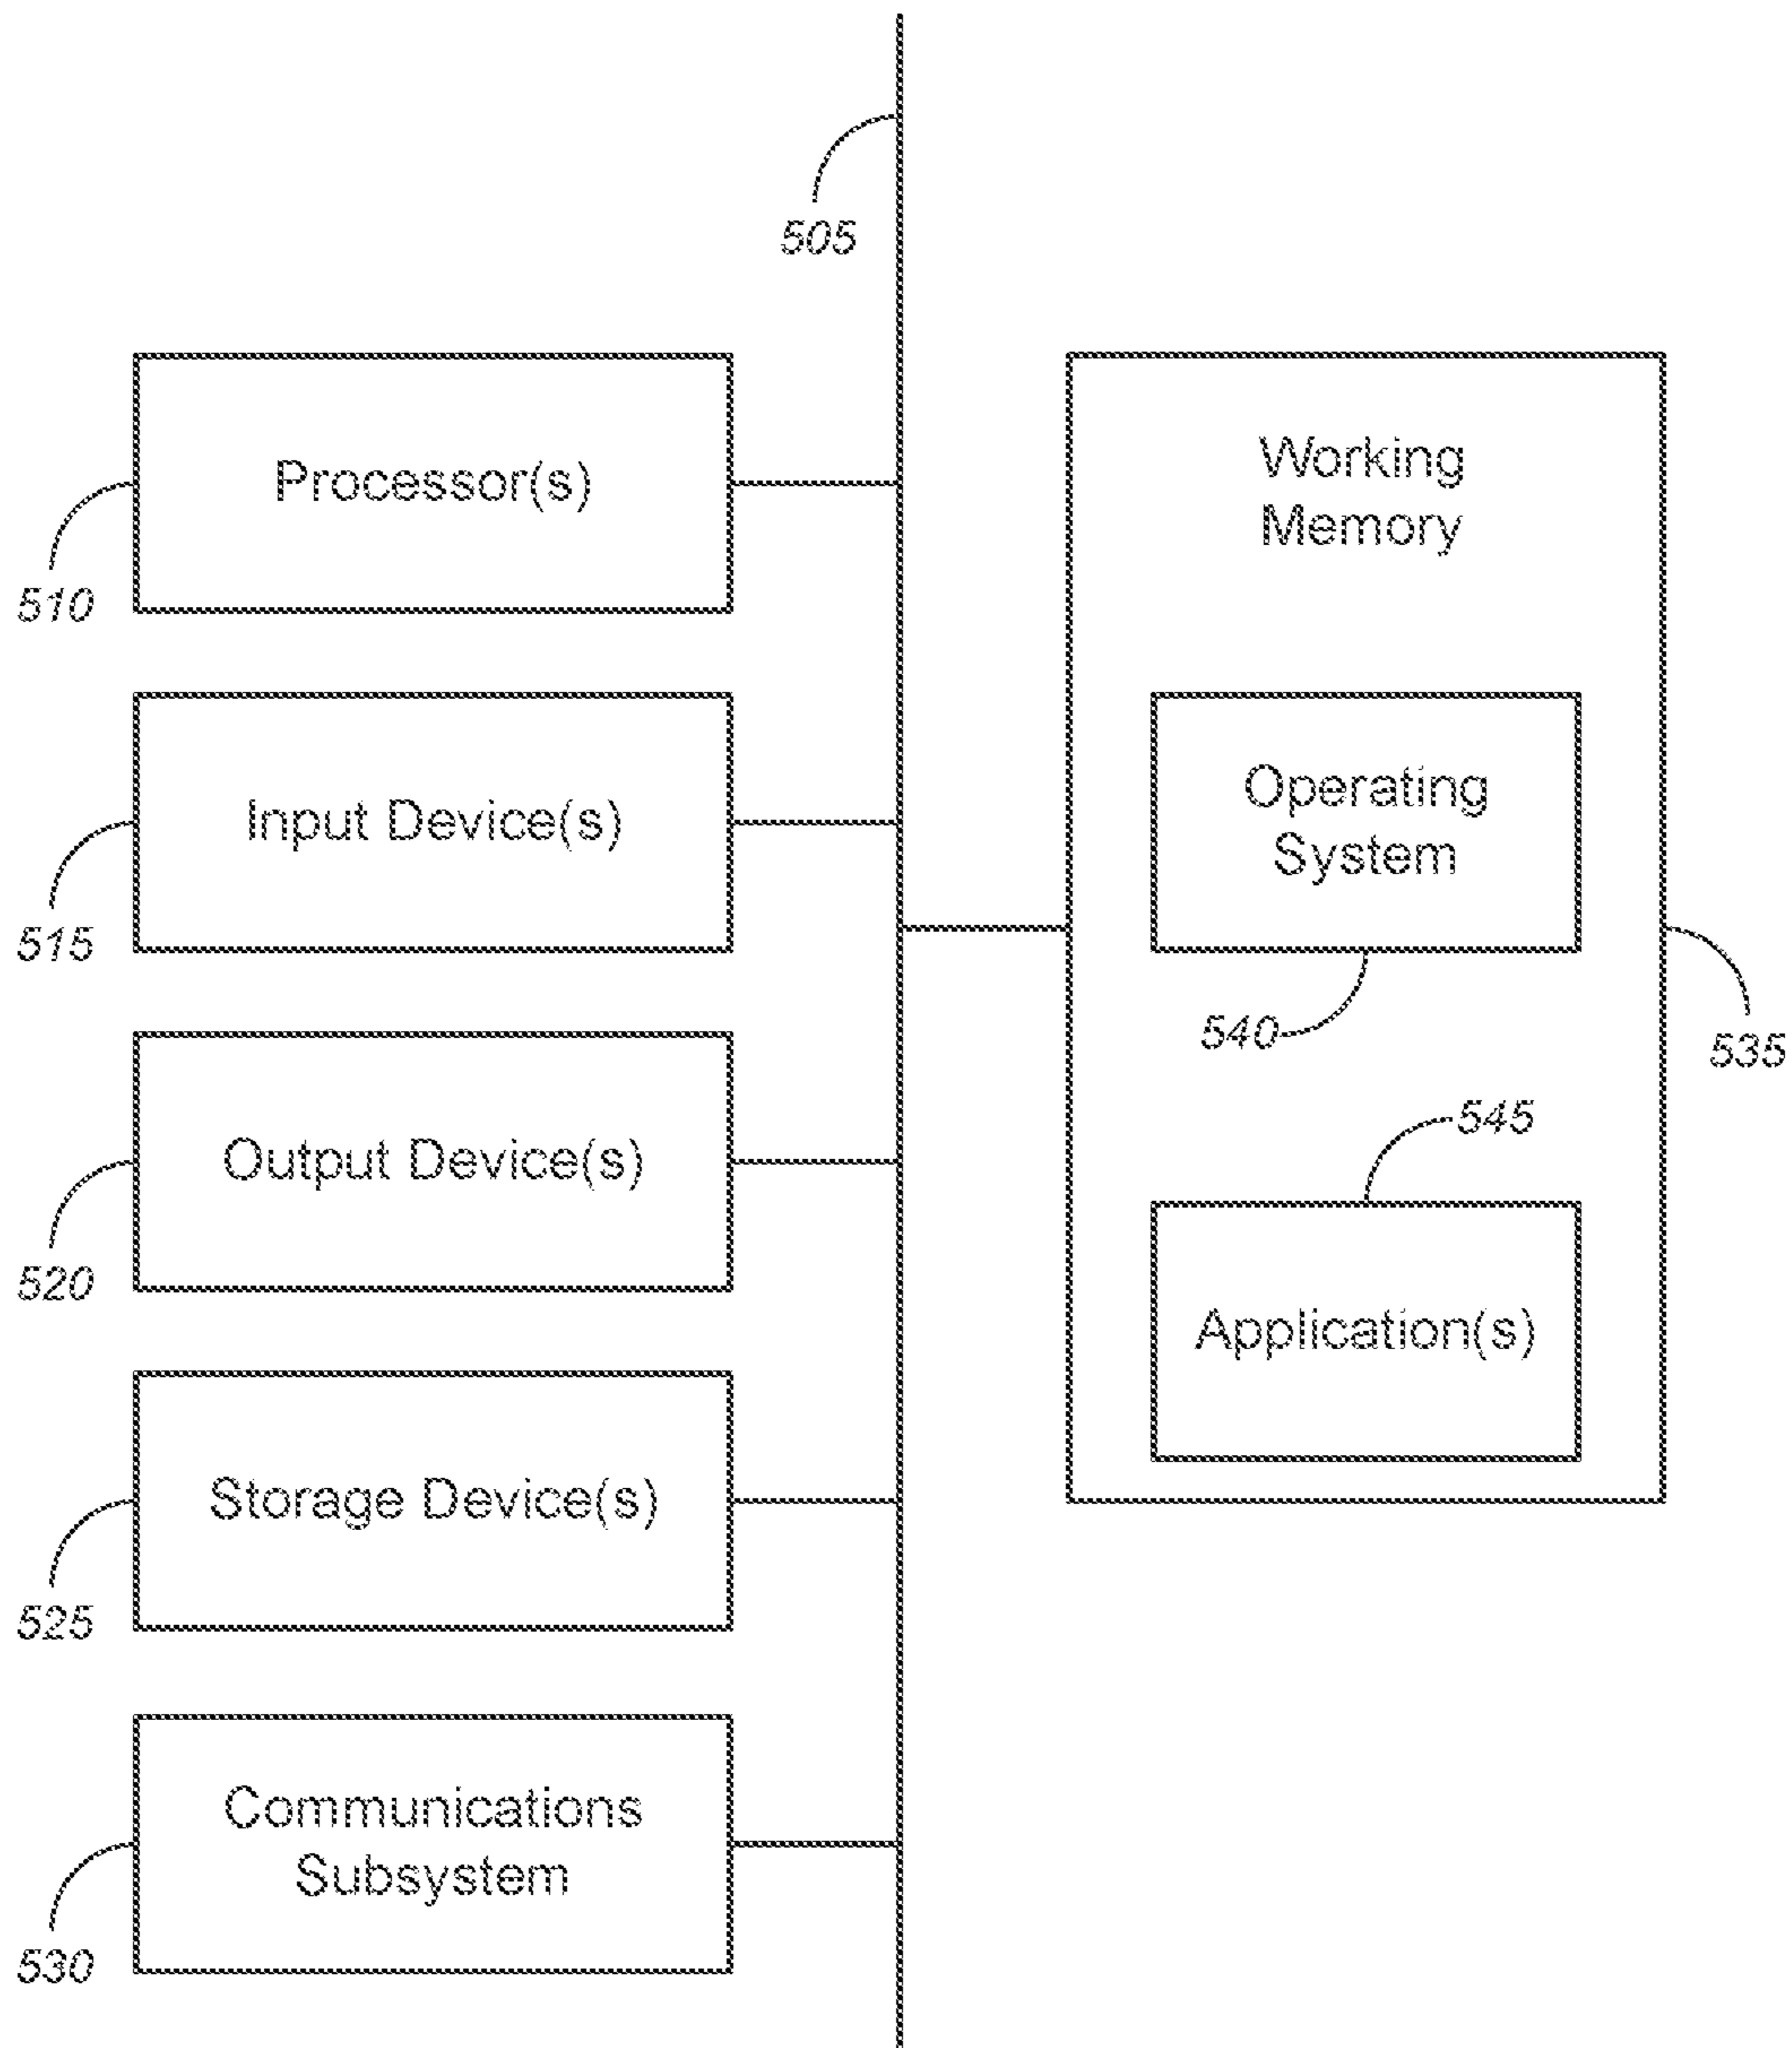 505
Processor(s)
510
Input Device(s)
515
Output Device(s)
520
Storage Device(s)
525
Communications
Subsystem
530
Working
Memory
Operating
System
540
535
545
Application(s)